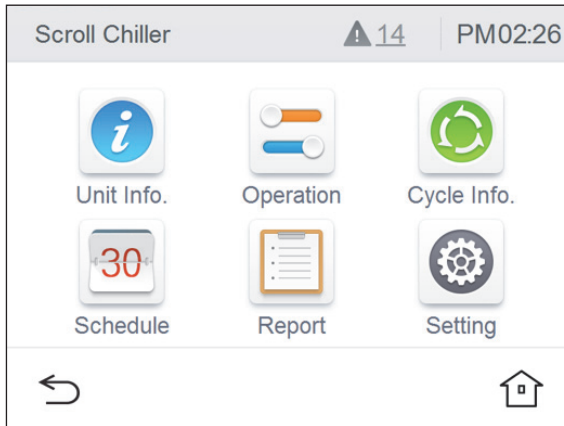 Scroll Chiller 14 PM02:26
i
Unit Info. Operation Cycle Info.
30
Schedule Report Setting